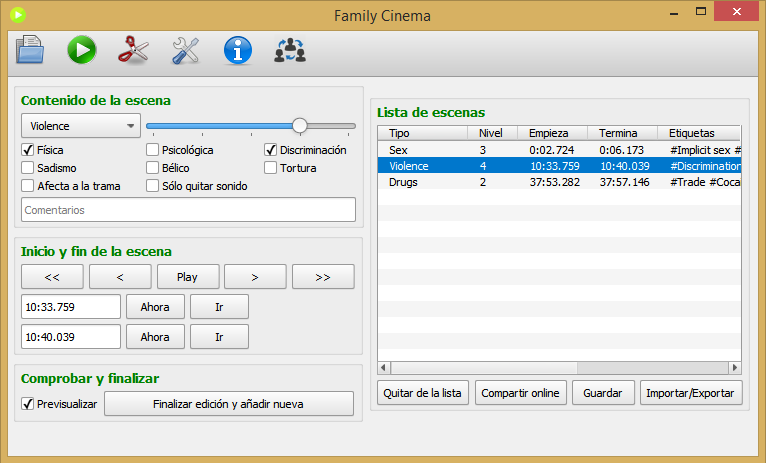 Family Cinema
Contenido de la escena
Violence
Física Psicológica Discriminación
Sadismo Bélico Tortura
Afecta a la trama Sólo quitar sonido
Comentarios
Inicio y fin de la escena
<< < Play > >>
10:33.759 Ahora Ir
10:40.039 Ahora Ir
Comprobar y finalizar
Previsualizar Finalizar edición y añadir nueva
Lista de escenas
Tipo Nivel Empieza Termina Etiquetas
Sex 3 0:02.724 0:06.173 #Implicit sex #
Violence 4 10:33.759 10:40.039 #Discrimination
Drugs 2 37:53.282 37:57.146 #Trade #Coca
Quitar de la lista Compartir online Guardar Importar/Exportar